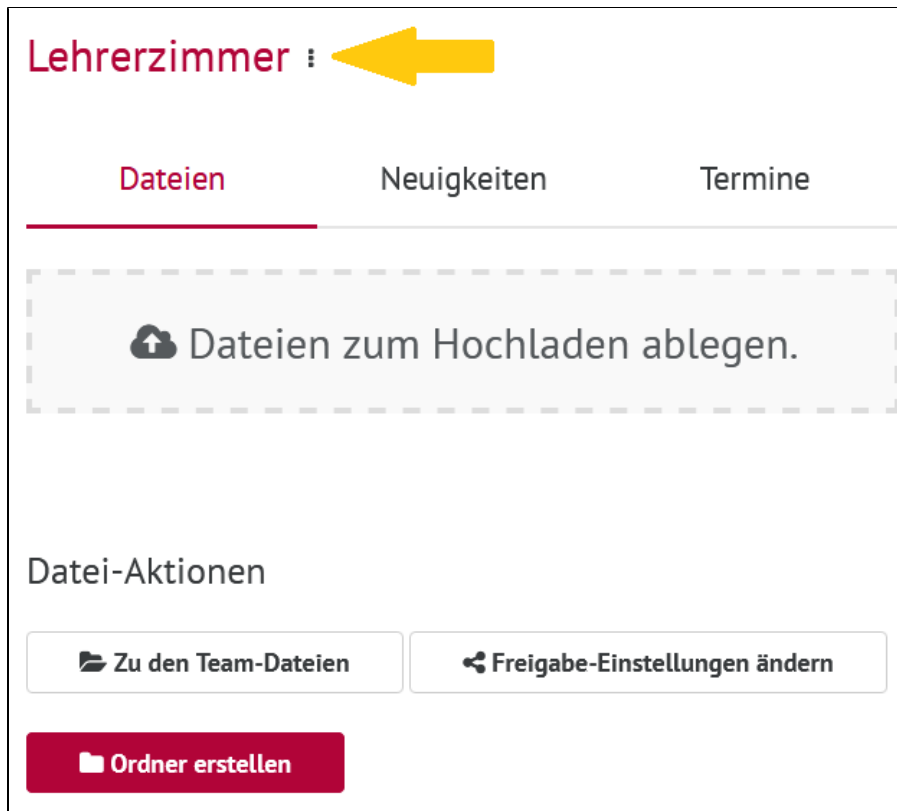 Lehrerzimmer
Dateien Neuigkeiten Termine
Dateien zum Hochladen ablegen.
Datei-Aktionen
Zu den Team-Dateien Freigabe-Einstellungen ändern
Ordner erstellen